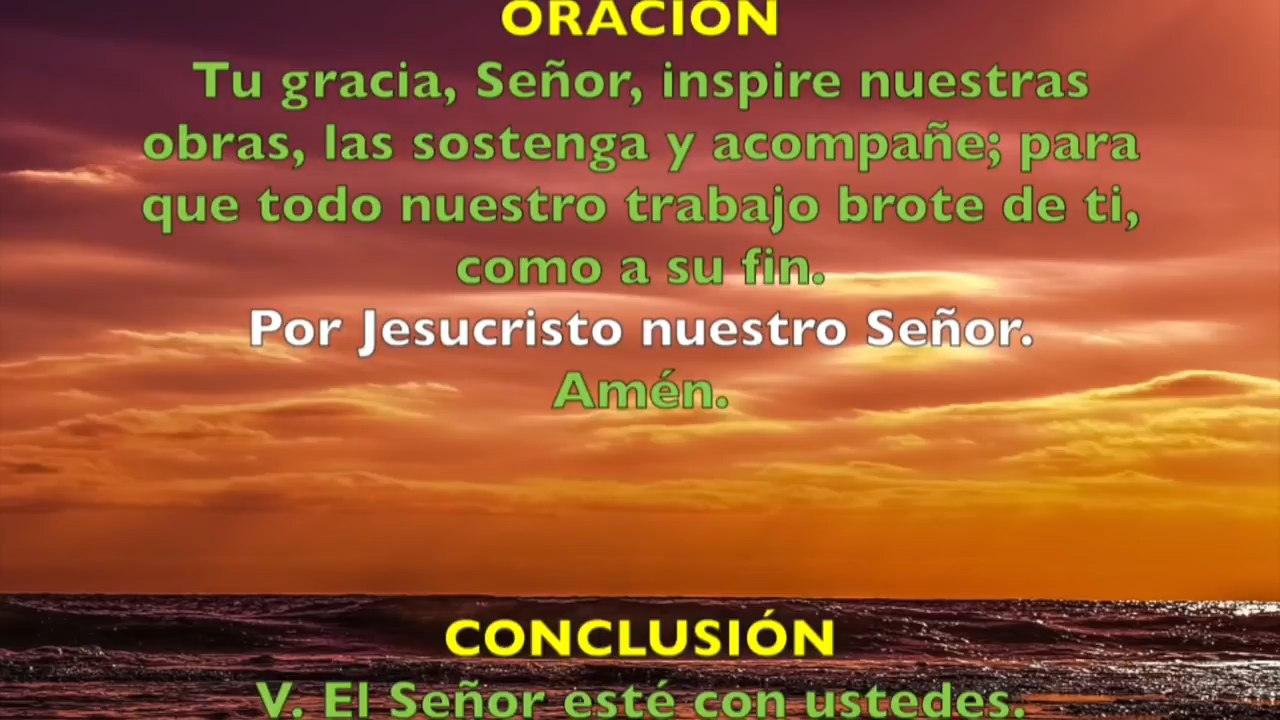 ORACIÓN
Tu gracia, Señor, inspire nuestras
obras, las sostenga y acompañe; para
que todo nuestro trabajo brote de ti,
como a su fin.
Por Jesucristo nuestro Señor.
Amén.
CONCLUSIÓN
V. El Señor esté con ustedes.